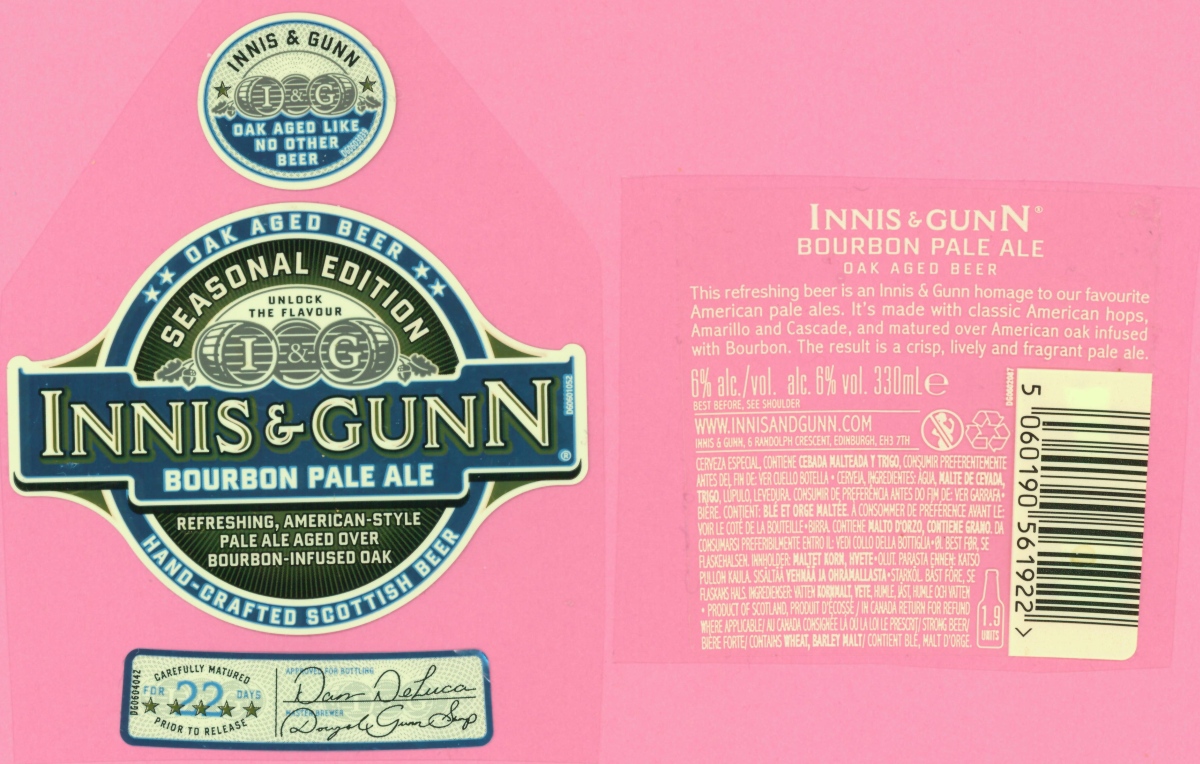 INNIS & GUNN
I & G
OAK AGED LIKE
NO OTHER
BEER
OAK AGED BEER
SEASONAL EDITION
UNLOCK
THE FLAVOUR
I & G
INNIS & GUNN ®
DG0601052
BOURBON PALE ALE
REFRESHING, AMERICAN-STYLE
PALE ALE AGED OVER
BOURBON-INFUSED OAK
HAND-CRAFTED SCOTTISH BEER
DG0604042
CAREFULLY MATURED
FOR 22 DAYS
PRIOR TO RELEASE
APPROVED FOR BOTTLING
MASTER BREWER
Dougal Gunn Sharp
INNIS & GUNN ®
BOURBON PALE ALE
OAK AGED BEER
This refreshing beer is an Innis & Gunn homage to our favourite
American pale ales. It's made with classic American hops,
Amarillo and Cascade, and matured over American oak infused
with Bourbon. The result is a crisp, lively and fragrant pale ale.
6% alc./vol. alc. 6% vol. 330mL ℮
BEST BEFORE, SEE SHOULDER
WWW.INNISANDGUNN.COM
INNIS & GUNN, 6 RANDOLPH CRESCENT, EDINBURGH, EH3 7TH
CERVEZA ESPECIAL, CONTIENE CEBADA MALTEADA Y TRIGO, CONSUMIR PREFERENTEMENTE
ANTES DEL FIN DE: VER CUELLO BOTELLA • CERVEJA, INGREDIENTES: ÁGUA, MALTE DE CEVADA,
TRIGO, LÚPULO, LEVEDURA. CONSUMIR DE PREFERÊNCIA ANTES DO FIM DE: VER GARRAFA •
BIÈRE. CONTIENT: BLÉ ET ORGE MALTÉE. À CONSOMMER DE PRÉFÉRENCE AVANT LE:
VOIR LE COTÉ DE LA BOUTEILLE • BIRRA. CONTIENE MALTO D'ORZO, CONTIENE GRANO. DA
CONSUMARSI PREFERIBILMENTE ENTRO IL: VEDI COLLO DELLA BOTTIGLIA • ØL BEST FØR, SE
FLASKEHALSEN. INNHOLDER: MALTET KORN, HVETE • OLUT. PARASTA ENNEN: KATSO
PULLON KAULA. SISÄLTÄÄ VEHNÄÄ JA OHRAMALLASTA • STARKÖL. BÄST FÖRE, SE
FLASKANS HALS. INGREDIENSER: VATTEN KORNMALT, VETE, HUMLE, JÄST, HUMLE OCH VATTEN
• PRODUCT OF SCOTLAND, PRODUIT D'ÉCOSSE / IN CANADA RETURN FOR REFUND
WHERE APPLICABLE/ AU CANADA CONSIGNÉE LÀ OÙ LA LOI LE PRESCRIT/ STRONG BEER/
BIÈRE FORTE/ CONTAINS WHEAT, BARLEY MALT/ CONTIENT BLÉ, MALT D'ORGE.
1.9
UNITS
5 060190 561922 >